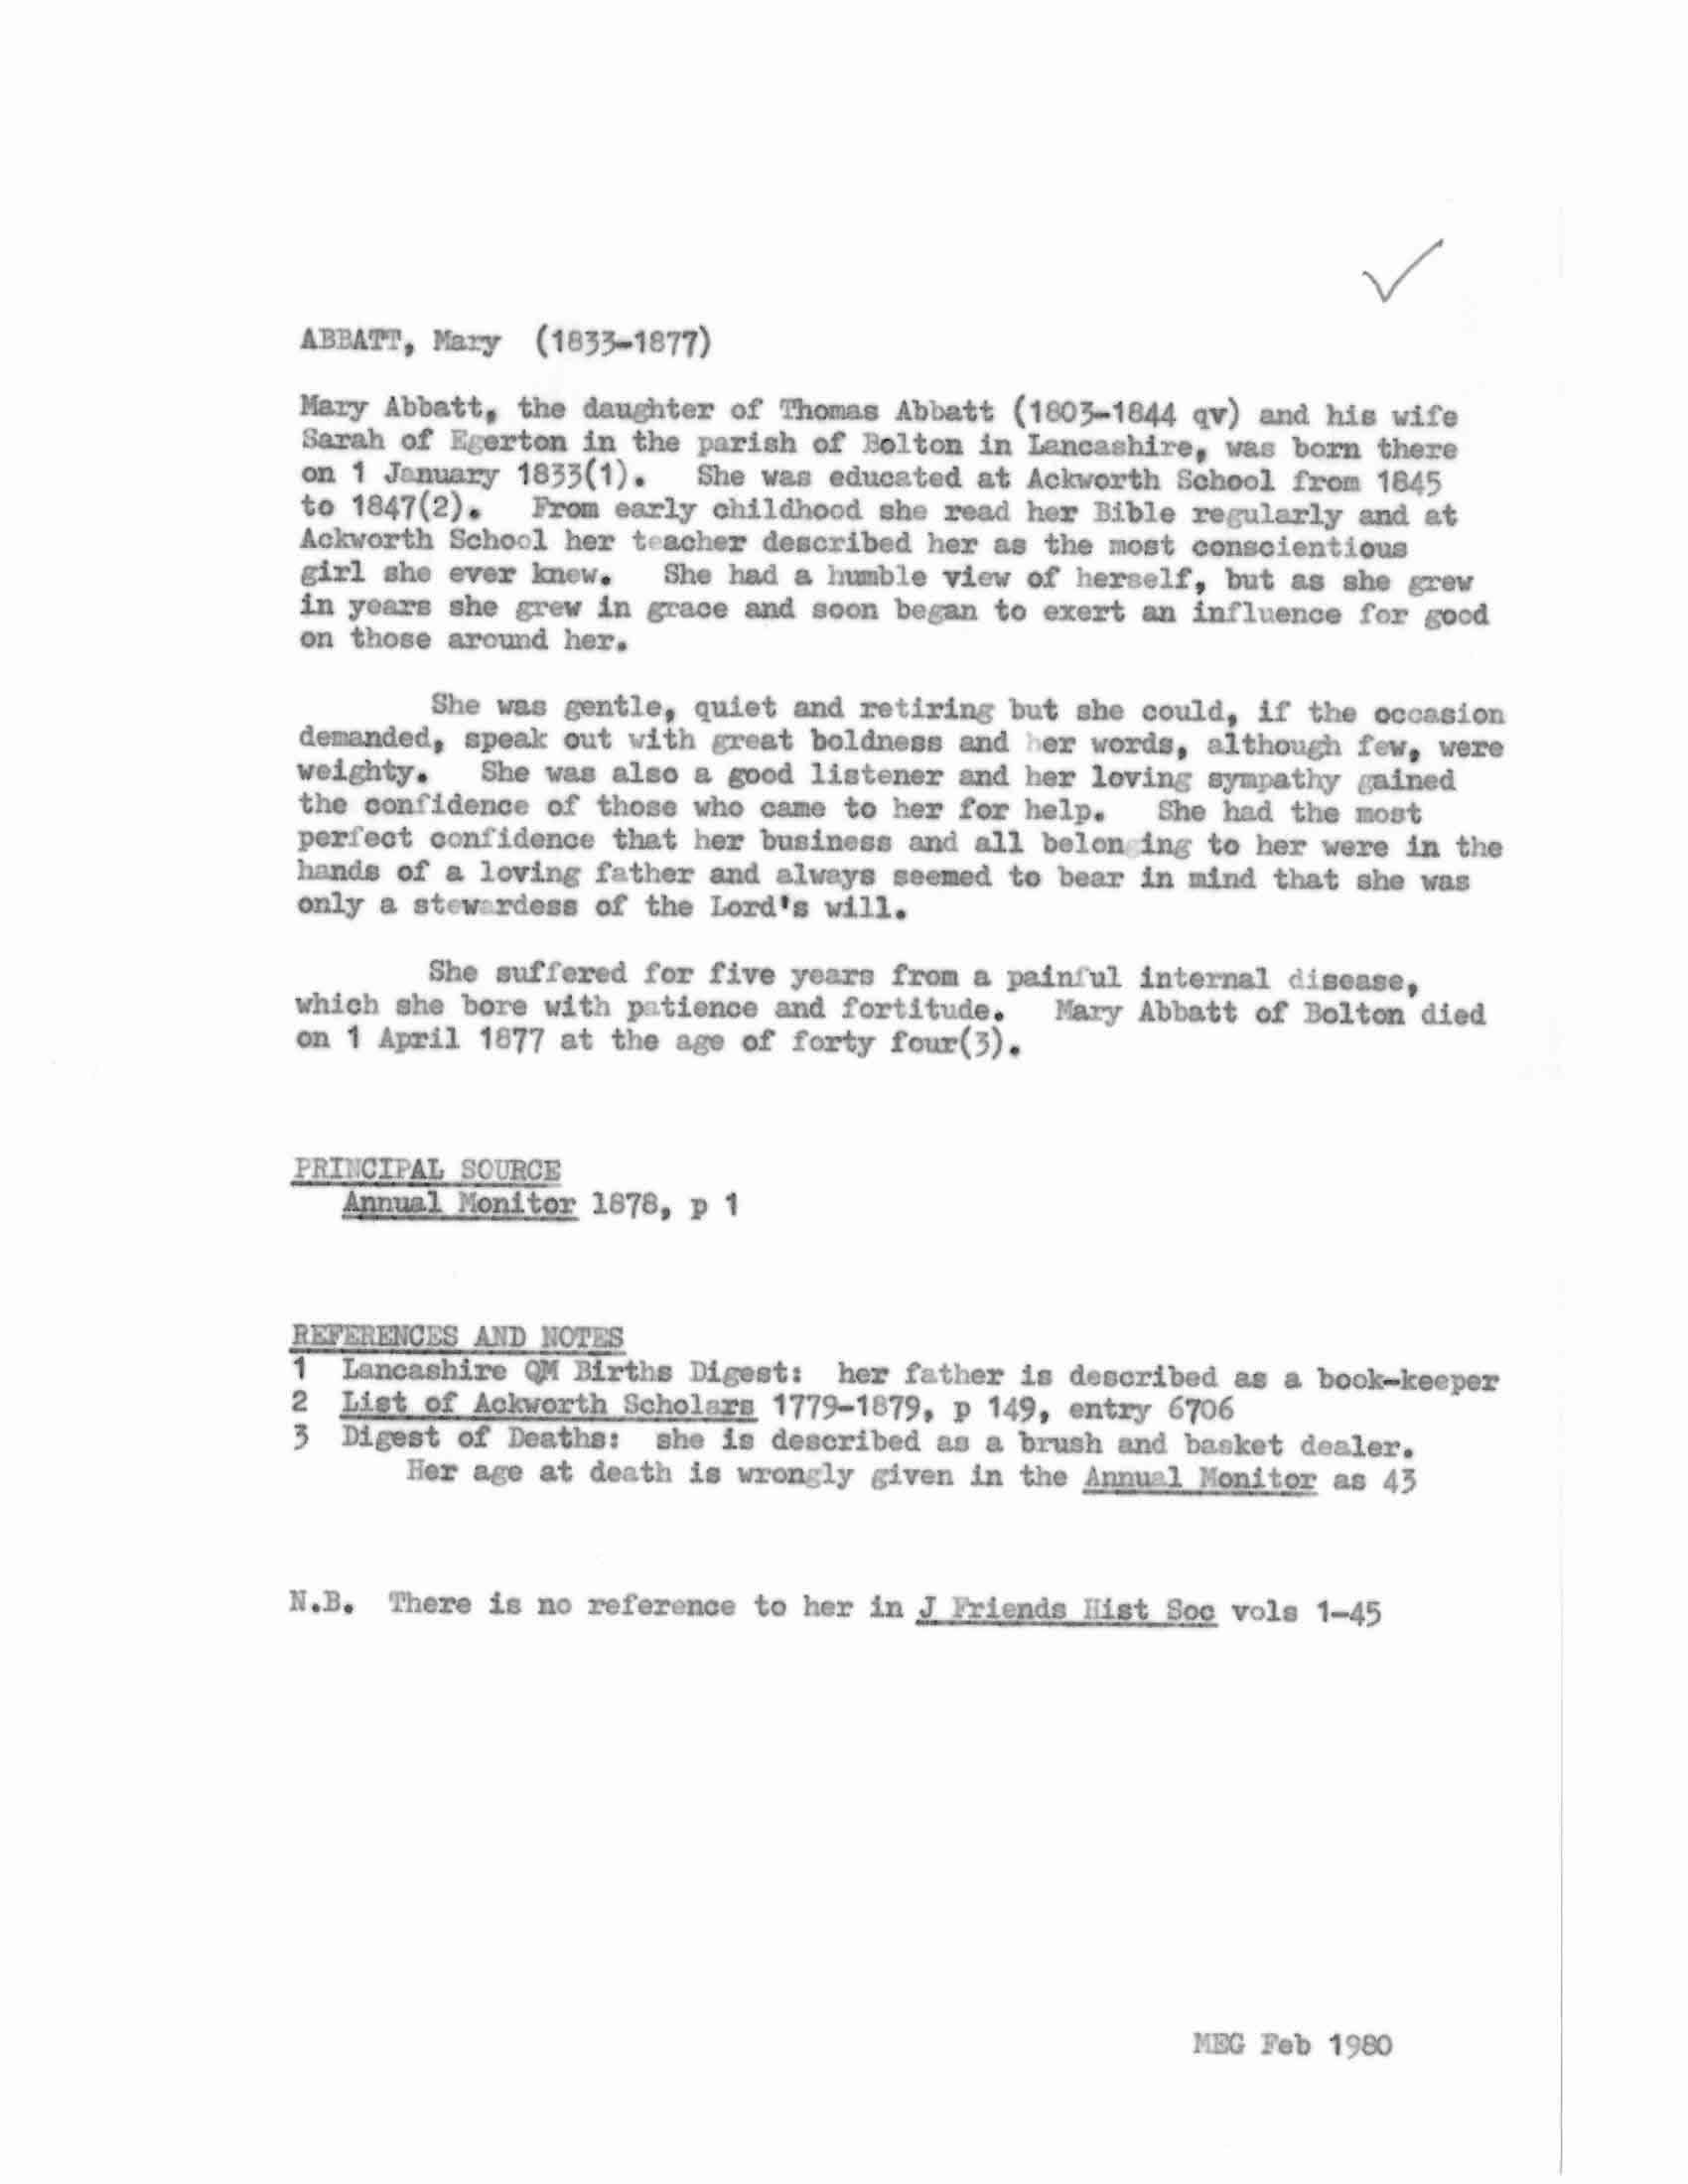 ABBATT, Mary (1833-1877)
Mary Abbatt, the daughter of Thomas Abbatt (1803-1844 qv) and his wife
Sarah of Egerton in the parish of Bolton in Lancashire, was born there
on 1 January 1833(1). She was educated at Ackworth School from 1845
to 1847(2). From early childhood she read her Bible regularly and at
Ackworth School her teacher described her as the most conscientious
girl she ever knew. She had a humble view of herself, but as she grew
in years she grew in grace and soon began to exert an influence for good
on those around her.
She was gentle, quiet and retiring but she could, if the occasion
demanded, speak out with great boldness and her words, although few, were
weighty. She was also a good listener and her loving sympathy gained
the confidence of those who came to her for help. She had the most
perfect confidence that her business and all belonging to her were in the
hands of a loving father and always seemed to bear in mind that she was
only a stewardess of the Lord's will.
She suffered for five years from a painful internal disease,
which she bore with patience and fortitude. Mary Abbatt of Bolton died
on 1 April 1877 at the age of forty four(3).
PRINCIPAL SOURCE
Annual Monitor 1878, p 1
REFERENCES AND NOTES
1 Lancashire QM Births Digest: her father is described as a book-keeper
2 List of Ackworth Scholars 1779-1879, p 149, entry 6706
3 Digest of Deaths: she is described as a brush and basket dealer.
Her age at death is wrongly given in the Annual Monitor as 43
N.B. There is no reference to her in J Friends Hist Soc vols 1-45
MEG Feb 1980